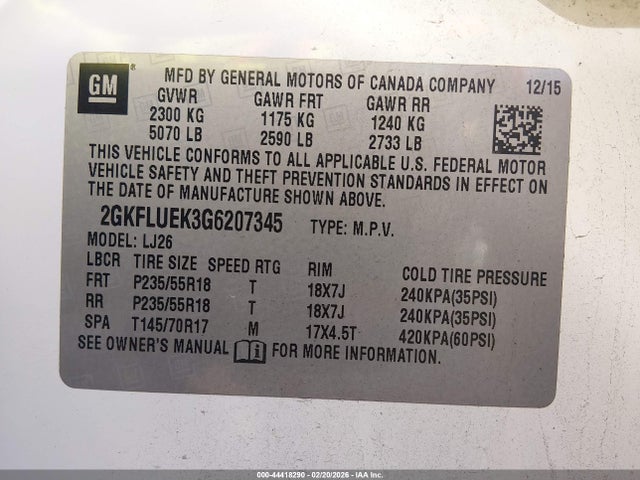 GM
MFD BY GENERAL MOTORS OF CANADA COMPANY 12/15
GVWR GAWR FRT GAWR RR
2300 KG 1175 KG 1240 KG
5070 LB 2590 LB 2733 LB
THIS VEHICLE CONFORMS TO ALL APPLICABLE U.S. FEDERAL MOTOR
VEHICLE SAFETY AND THEFT PREVENTION STANDARDS IN EFFECT ON
THE DATE OF MANUFACTURE SHOWN ABOVE.
2GKFLUEK3G6207345 TYPE: M.P.V.
MODEL: LJ26
LBCR TIRE SIZE SPEED RTG RIM COLD TIRE PRESSURE
FRT P235/55R18 T 18X7J 240KPA(35PSI)
RR P235/55R18 T 18X7J 240KPA(35PSI)
SPA T145/70R17 M 17X4.5T 420KPA(60PSI)
SEE OWNER'S MANUAL FOR MORE INFORMATION.
000-44418290 - 02/20/2026 - IAA Inc.